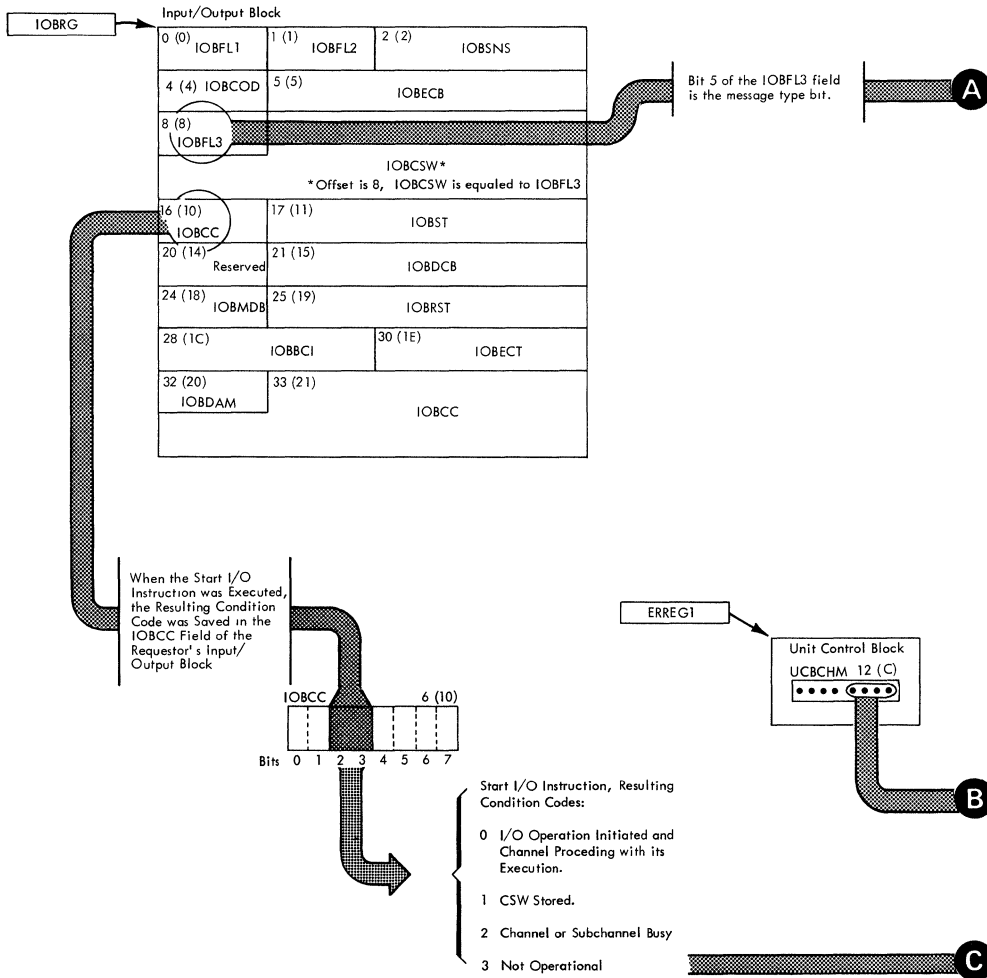 Input/Output Block
IOBRG
0 (0) IOBFL1
1 (1) IOBFL2
2 (2) IOBSNS
4 (4) IOBCOD
5 (5) IOBECB
8 (8) IOBFL3
IOBCSW*
*Offset is 8, IOBCSW is equaled to IOBFL3
16 (10) IOBCC
17 (11) IOBST
20 (14) Reserved
21 (15) IOBDCB
24 (18) IOBMDB
25 (19) IOBRST
28 (1C) IOBBCI
30 (1E) IOBECT
32 (20) IOBDAM
33 (21) IOBCC
Bit 5 of the IOBFL3 field
is the message type bit.
A
When the Start I/O
Instruction was Executed,
the Resulting Condition
Code was Saved in the
IOBCC Field of the
Requestor's Input/
Output Block
IOBCC 6 (10)
Bits 0 1 2 3 4 5 6 7
ERREG1
Unit Control Block
UCBCHM 12 (C)
B
Start I/O Instruction, Resulting
Condition Codes:
0 I/O Operation Initiated and
Channel Proceding with its
Execution.
1 CSW Stored.
2 Channel or Subchannel Busy
3 Not Operational
C